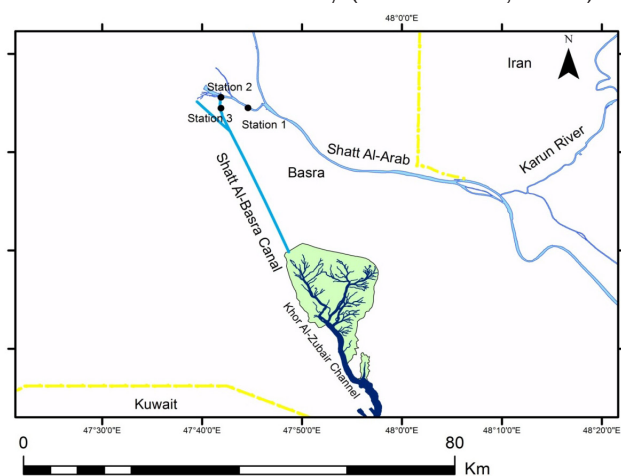 48°0'0"E
N
Iran
Station 2
Station 3
Station 1
Karun River
Shatt Al-Arab
Basra
Shatt Al-Basra Canal
Khor Al-Zubair Channel
Kuwait
47°30'0"E 47°40'0"E 47°50'0"E 48°0'0"E 48°10'0"E 48°20'0"E
0 80
Km